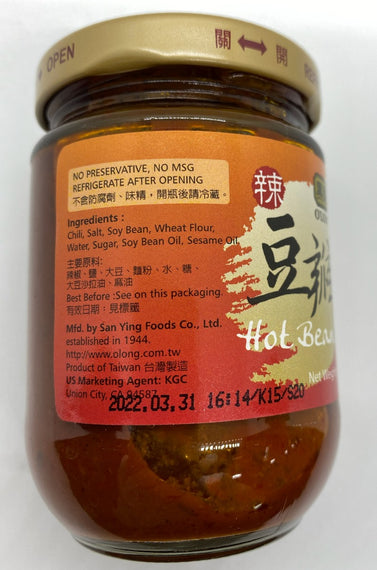 OPEN
關 ↔ 開
NO PRESERVATIVE, NO MSG
REFRIGERATE AFTER OPENING
不含防腐劑、味精，開瓶後請冷藏。
Ingredients :
Chili, Salt, Soy Bean, Wheat Flour,
Water, Sugar, Soy Bean Oil, Sesame Oil
主要原料:
辣椒、鹽、大豆、麵粉、水、糖、
大豆沙拉油、麻油
Best Before :See on this packaging.
有效日期：見標籤
Mfd. by San Ying Foods Co., Ltd.
established in 1944.
http://www.olong.com.tw
Product of Taiwan 台灣製造
US Marketing Agent: KGC
Union City, CA 94587
2022.03.31 16:14/K15/S20
辣
豆
Hot
Net